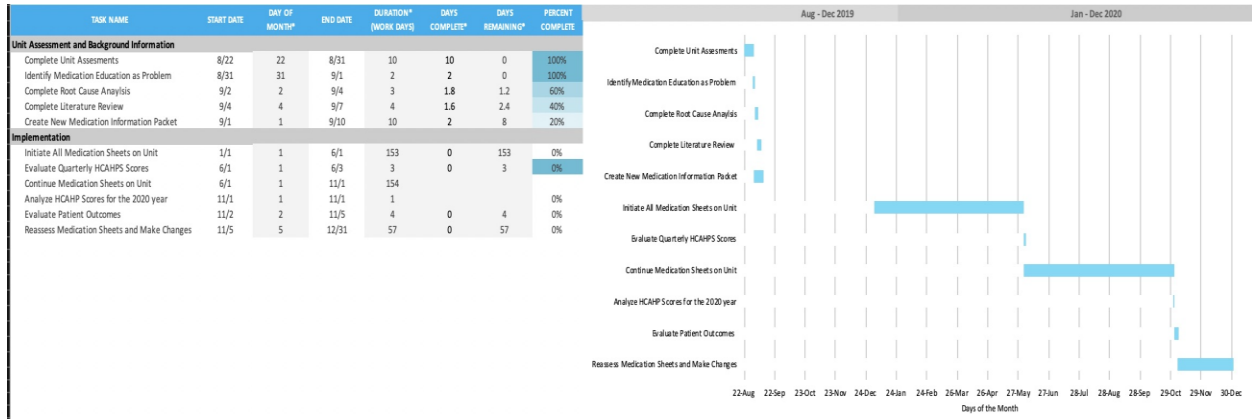 TASK NAME START DATE DAY OF MONTH* END DATE DURATION* (WORK DAYS) DAYS COMPLETE* DAYS REMAINING* PERCENT COMPLETE
Unit Assessment and Background Information
Complete Unit Assesments 8/22 22 8/31 10 10 0 100%
Identify Medication Education as Problem 8/31 31 9/1 2 2 0 100%
Complete Root Cause Anaylsis 9/2 2 9/4 3 1.8 1.2 60%
Complete Literature Review 9/4 4 9/7 4 1.6 2.4 40%
Create New Medication Information Packet 9/1 1 9/10 10 2 8 20%
Implementation
Initiate All Medication Sheets on Unit 1/1 1 6/1 153 0 153 0%
Evaluate Quarterly HCAHPS Scores 6/1 1 6/3 3 0 3 0%
Continue Medication Sheets on Unit 6/1 1 11/1 154
Analyze HCAHP Scores for the 2020 year 11/1 1 11/1 1 0%
Evaluate Patient Outcomes 11/2 2 11/5 4 0 4 0%
Reassess Medication Sheets and Make Changes 11/5 5 12/31 57 0 57 0%
Aug - Dec 2019 Jan - Dec 2020
Complete Unit Assesments
Identify Medication Education as Problem
Complete Root Cause Anaylsis
Complete Literature Review
Create New Medication Information Packet
Initiate All Medication Sheets on Unit
Evaluate Quarterly HCAHPS Scores
Continue Medication Sheets on Unit
Analyze HCAHP Scores for the 2020 year
Evaluate Patient Outcomes
Reassess Medication Sheets and Make Changes
22-Aug 22-Sep 23-Oct 23-Nov 24-Dec 24-Jan 24-Feb 26-Mar 26-Apr 27-May 27-Jun 28-Jul 28-Aug 28-Sep 29-Oct 29-Nov 30-Dec
Days of the Month